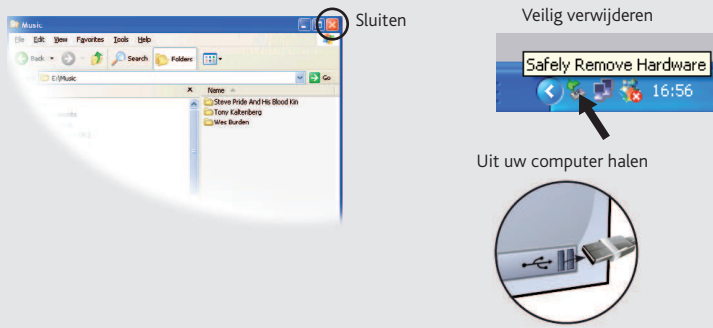 Music
Sluiten
File Edit View Favorites Tools Help
Back Search Folders
E:\Music Go
X Name
Steve Pride And His Blood Kin
Tony Kaltenberg
Wes Burden
Veilig verwijderen
Safely Remove Hardware
16:56
Uit uw computer halen